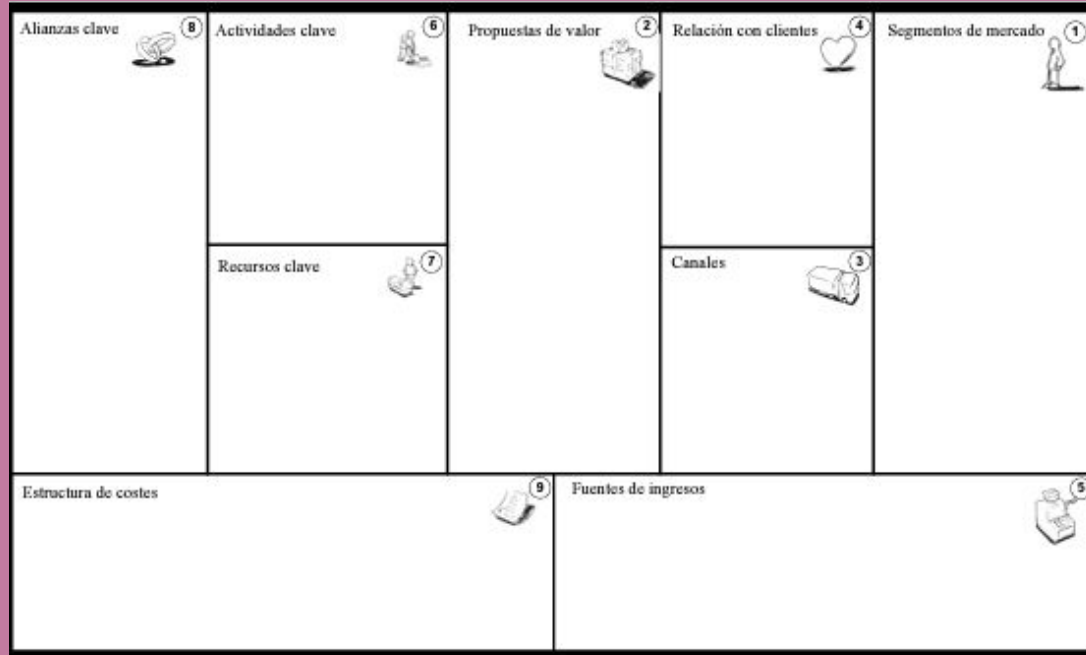 Alianzas clave 8
Actividades clave 6
Propuestas de valor 2
Relación con clientes 4
Segmentos de mercado 1
Recursos clave 7
Canales 3
Estructura de costes 9
Fuentes de ingresos 5